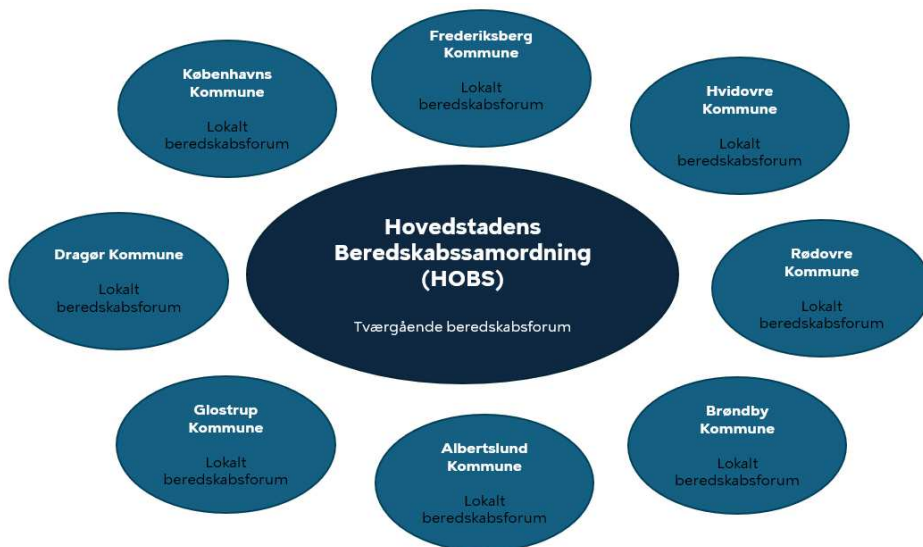 Frederiksberg
Kommune
Lokalt
beredskabsforum
Københavns
Kommune
Lokalt
beredskabsforum
Hvidovre
Kommune
Lokalt
beredskabsforum
Hovedstadens
Beredskabssamordning
(HOBS)
Tværgående beredskabsforum
Dragør Kommune
Lokalt
beredskabsforum
Rødovre
Kommune
Lokalt
beredskabsforum
Glostrup
Kommune
Lokalt
beredskabsforum
Albertslund
Kommune
Lokalt
beredskabsforum
Brøndby
Kommune
Lokalt
beredskabsforum